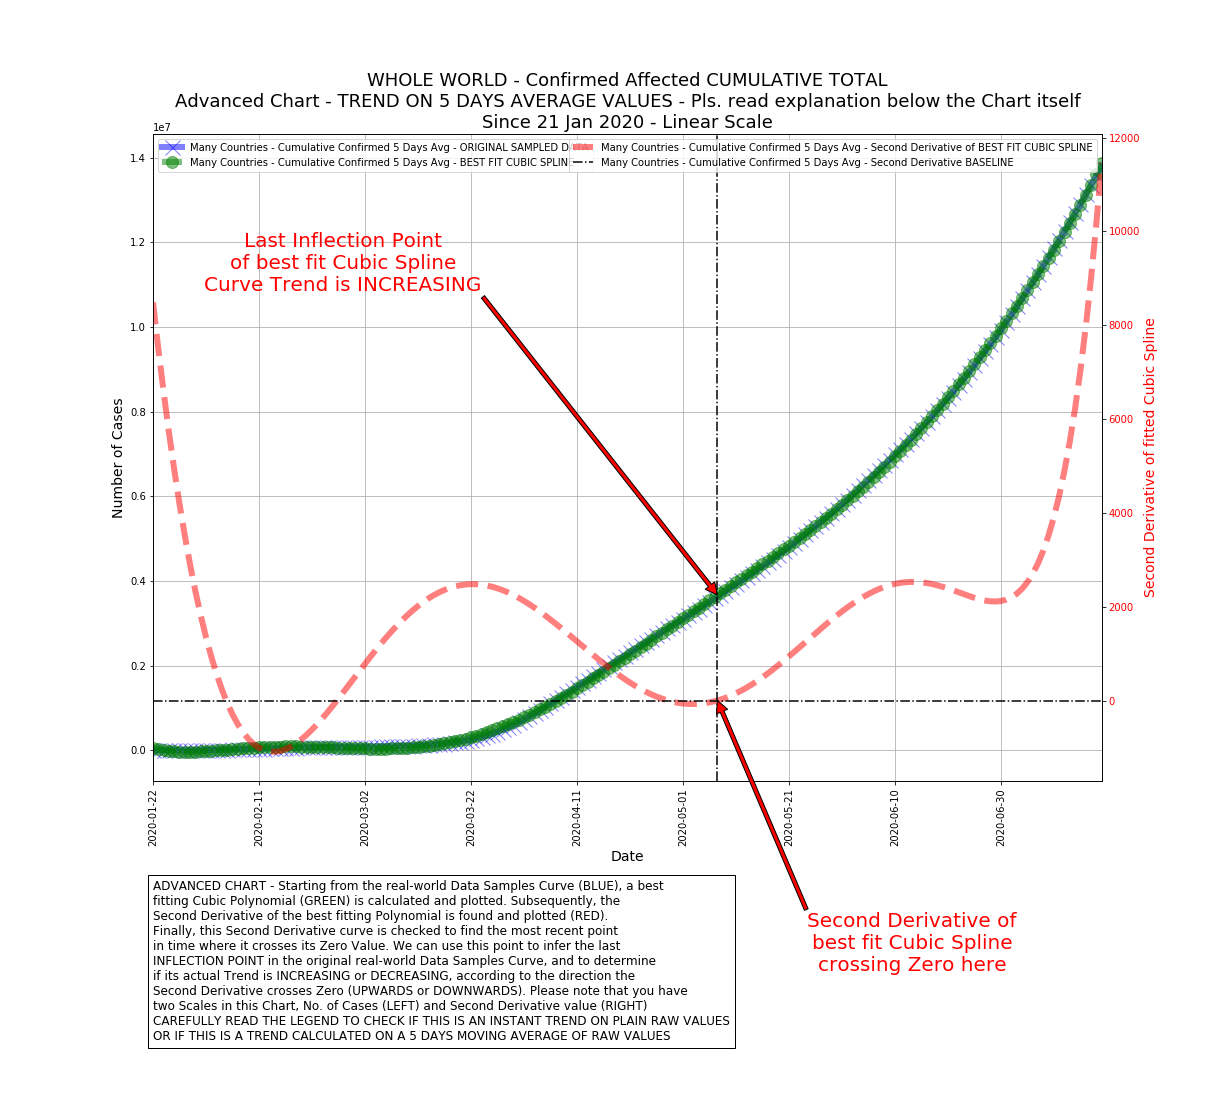 WHOLE WORLD - Confirmed Affected CUMULATIVE TOTAL
Advanced Chart - TREND ON 5 DAYS AVERAGE VALUES - Pls. read explanation below the Chart itself
Since 21 Jan 2020 - Linear Scale
1e7
Many Countries - Cumulative Confirmed 5 Days Avg - ORIGINAL SAMPLED
Many Countries - Cumulative Confirmed 5 Days Avg - BEST FIT CUBIC SPLIN
Many Countries - Cumulative Confirmed 5 Days Avg - Second Derivative of BEST FIT CUBIC SPLINE
Many Countries - Cumulative Confirmed 5 Days Avg - Second Derivative BASELINE
Last Inflection Point
of best fit Cubic Spline
Curve Trend is INCREASING
1.4
1.2
1.0
0.8
0.6
0.4
0.2
0.0
Number of Cases
12000
10000
8000
6000
4000
2000
0
Second Derivative of fitted Cubic Spline
2020-01-22
2020-02-11
2020-03-02
2020-03-22
2020-04-11
2020-05-01
2020-05-21
2020-06-10
2020-06-30
Date
ADVANCED CHART - Starting from the real-world Data Samples Curve (BLUE), a best
fitting Cubic Polynomial (GREEN) is calculated and plotted. Subsequently, the
Second Derivative of the best fitting Polynomial is found and plotted (RED).
Finally, this Second Derivative curve is checked to find the most recent point
in time where it crosses its Zero Value. We can use this point to infer the last
INFLECTION POINT in the original real-world Data Samples Curve, and to determine
if its actual Trend is INCREASING or DECREASING, according to the direction the
Second Derivative crosses Zero (UPWARDS or DOWNWARDS). Please note that you have
two Scales in this Chart, No. of Cases (LEFT) and Second Derivative value (RIGHT)
CAREFULLY READ THE LEGEND TO CHECK IF THIS IS AN INSTANT TREND ON PLAIN RAW VALUES
OR IF THIS IS A TREND CALCULATED ON A 5 DAYS MOVING AVERAGE OF RAW VALUES
Second Derivative of
best fit Cubic Spline
crossing Zero here